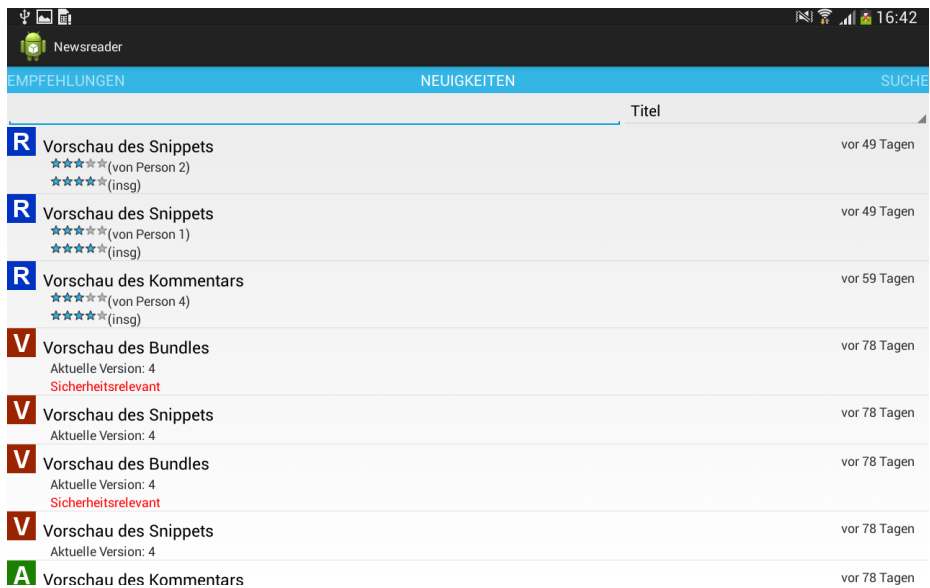 16:42
Newsreader
EMPFEHLUNGEN NEUIGKEITEN SUCHE
Titel
R Vorschau des Snippets vor 49 Tagen
(von Person 2)
(insg)
R Vorschau des Snippets vor 49 Tagen
(von Person 1)
(insg)
R Vorschau des Kommentars vor 59 Tagen
(von Person 4)
(insg)
V Vorschau des Bundles vor 78 Tagen
Aktuelle Version: 4
Sicherheitsrelevant
V Vorschau des Snippets vor 78 Tagen
Aktuelle Version: 4
V Vorschau des Bundles vor 78 Tagen
Aktuelle Version: 4
Sicherheitsrelevant
V Vorschau des Snippets vor 78 Tagen
Aktuelle Version: 4
A Vorschau des Kommentars vor 78 Tagen